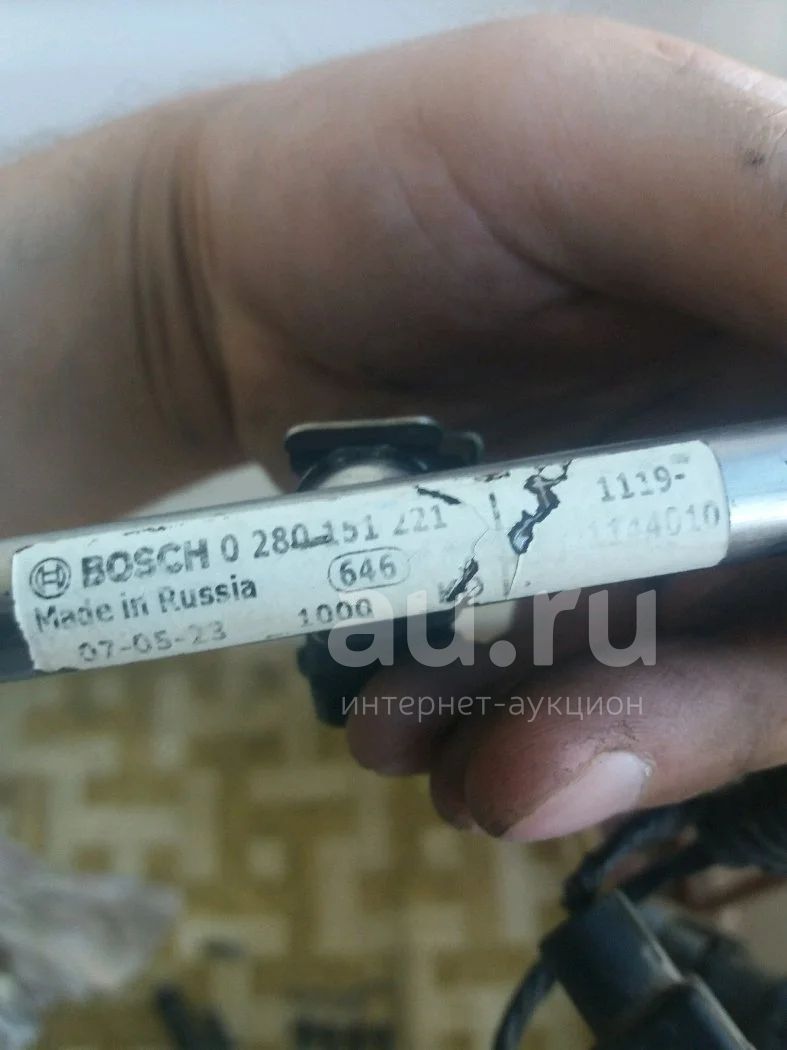 BOSCH 0 280 151 221
1119-
1144010
646
Made in Russia
07-05-23
1000
au.ru
интернет-аукцион